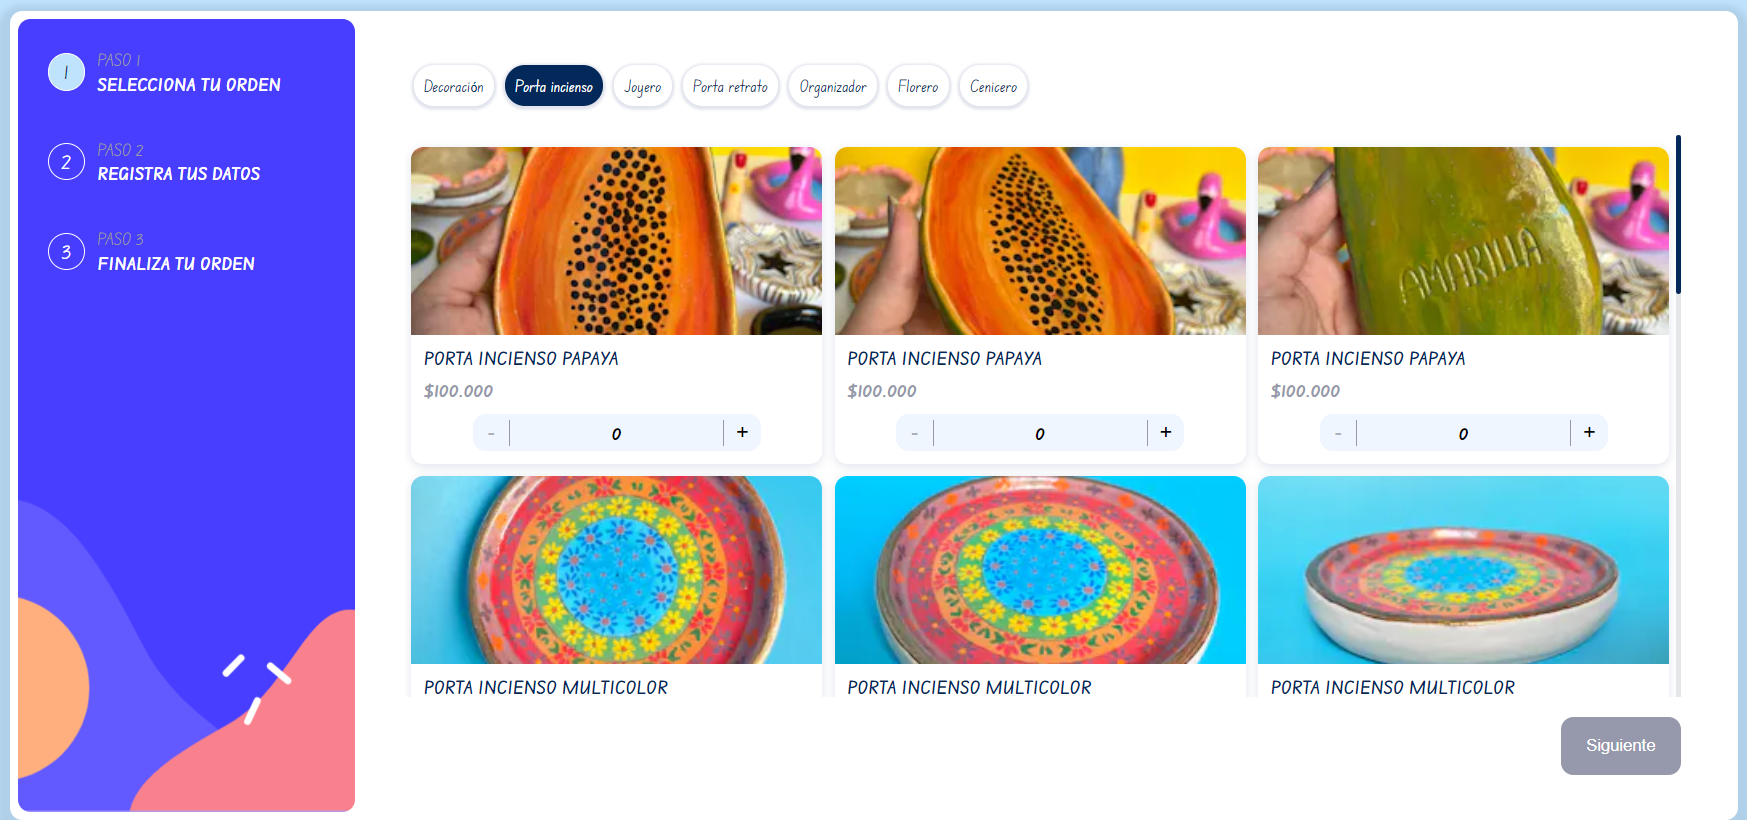 1
PASO 1
SELECCIONA TU ORDEN
2
PASO 2
REGISTRA TUS DATOS
3
PASO 3
FINALIZA TU ORDEN
Decoración Porta incienso Joyero Porta retrato Organizador Florero Cenicero
AMARILLA
PORTA INCIENSO PAPAYA
$100.000
- 0 +
PORTA INCIENSO PAPAYA
$100.000
- 0 +
PORTA INCIENSO PAPAYA
$100.000
- 0 +
PORTA INCIENSO MULTICOLOR
PORTA INCIENSO MULTICOLOR
PORTA INCIENSO MULTICOLOR
Siguiente